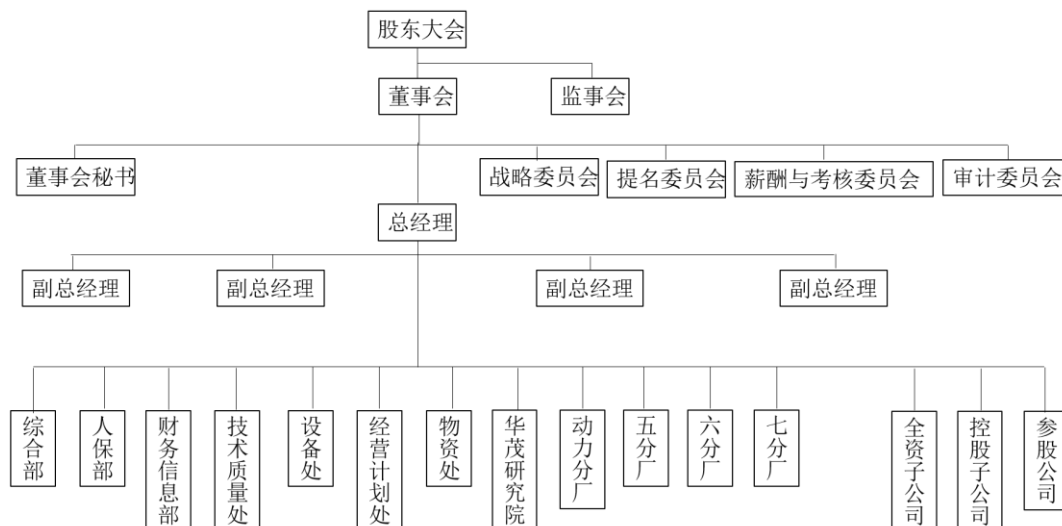 股东大会
董事会
监事会
董事会秘书
战略委员会
提名委员会
薪酬与考核委员会
审计委员会
总经理
副总经理
副总经理
副总经理
副总经理
综合部
人保部
财务信息部
技术质量处
设备处
经营计划处
物资处
华茂研究院
动力分厂
五分厂
六分厂
七分厂
全资子公司
控股子公司
参股公司